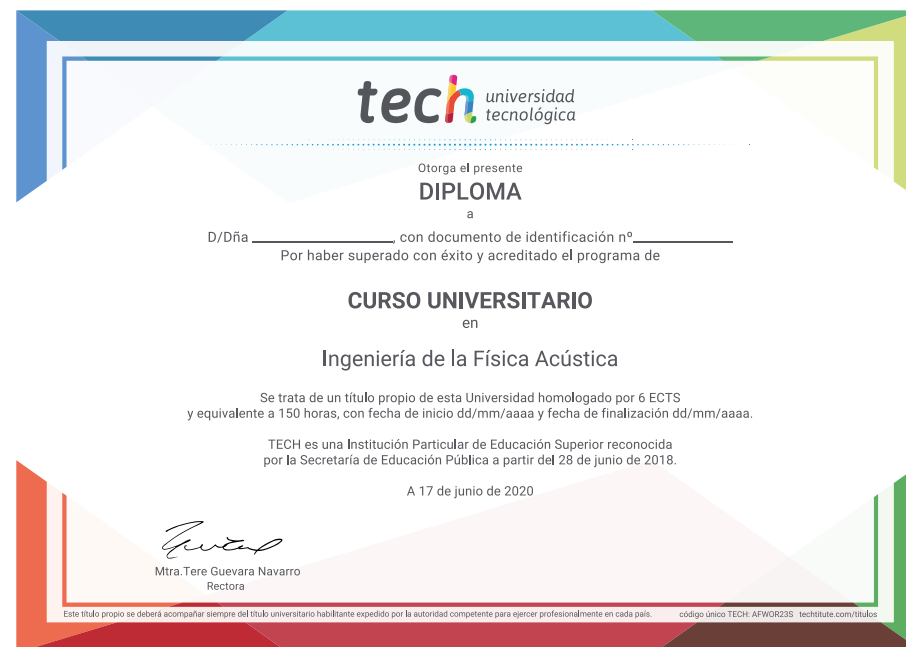 tech universidad
tecnológica
Otorga el presente
DIPLOMA
a
D/Dña ______________, con documento de identificación nº____________
Por haber superado con éxito y acreditado el programa de
CURSO UNIVERSITARIO
en
Ingeniería de la Física Acústica
Se trata de un título propio de esta Universidad homologado por 6 ECTS
y equivalente a 150 horas, con fecha de inicio dd/mm/aaaa y fecha de finalización dd/mm/aaaa.
TECH es una Institución Particular de Educación Superior reconocida
por la Secretaría de Educación Pública a partir del 28 de junio de 2018.
A 17 de junio de 2020
Mtra.Tere Guevara Navarro
Rectora
Este título propio se deberá acompañar siempre del título universitario habilitante expedido por la autoridad competente para ejercer profesionalmente en cada país. código único TECH: AFWOR23S techtitute.com/títulos